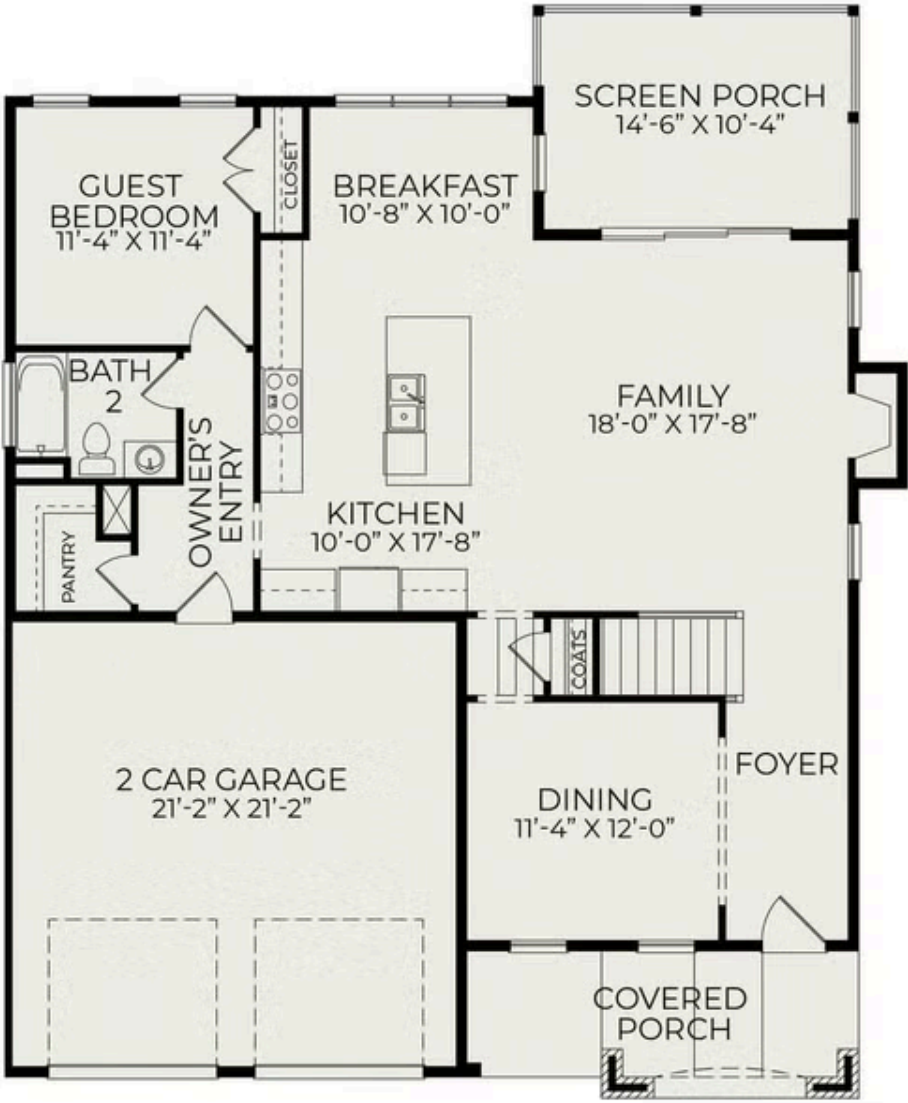 SCREEN PORCH
14'-6” X 10'-4”
GUEST
BEDROOM
11'-4” X 11'-4”
CLOSET
BREAKFAST
10'-8” X 10'-0”
BATH
2
OWNER'S
ENTRY
FAMILY
18'-0” X 17'-8”
KITCHEN
10'-0” X 17'-8”
PANTRY
COATS
2 CAR GARAGE
21'-2” X 21'-2”
DINING
11'-4” X 12'-0”
FOYER
COVERED
PORCH